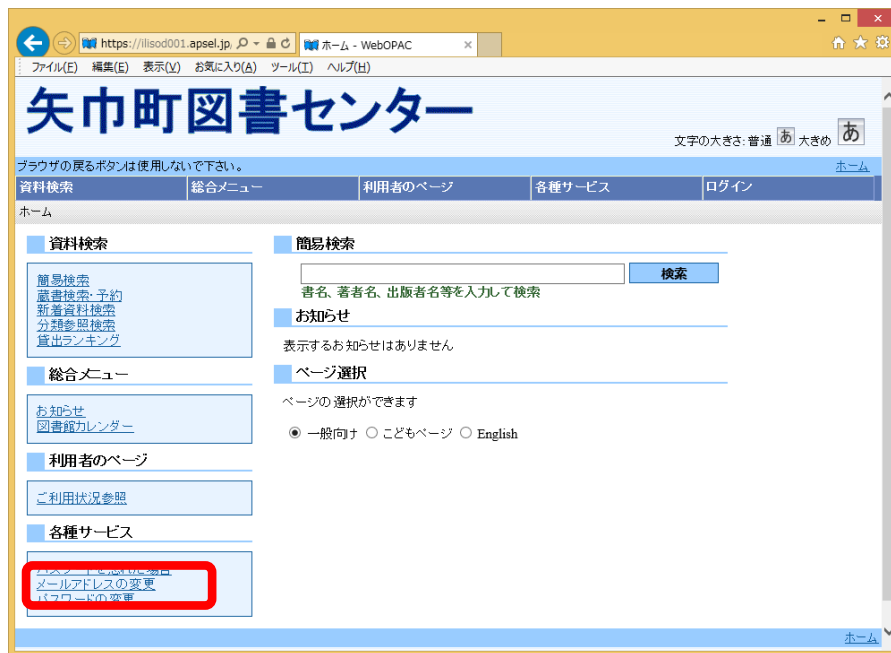 https://ilisod001.apsel.jp/
ホーム - WebOPAC
ファイル(F) 編集(E) 表示(V) お気に入り(A) ツール(T) ヘルプ(H)
矢巾町図書センター
文字の大きさ: 普通 あ 大きめ あ
ブラウザの戻るボタンは使用しないで下さい。 ホーム
資料検索 総合メニュー 利用者のページ 各種サービス ログイン
ホーム
資料検索
簡易検索
蔵書検索・予約
新着資料検索
分類参照検索
貸出ランキング
総合メニュー
お知らせ
図書館カレンダー
利用者のページ
ご利用状況参照
各種サービス
パスワードを忘れた場合
メールアドレスの変更
パスワードの変更
簡易検索
検索
書名、著者名、出版者名等を入力して検索
お知らせ
表示するお知らせはありません
ページ選択
ページの選択ができます
一般向け こどもページ English
ホーム